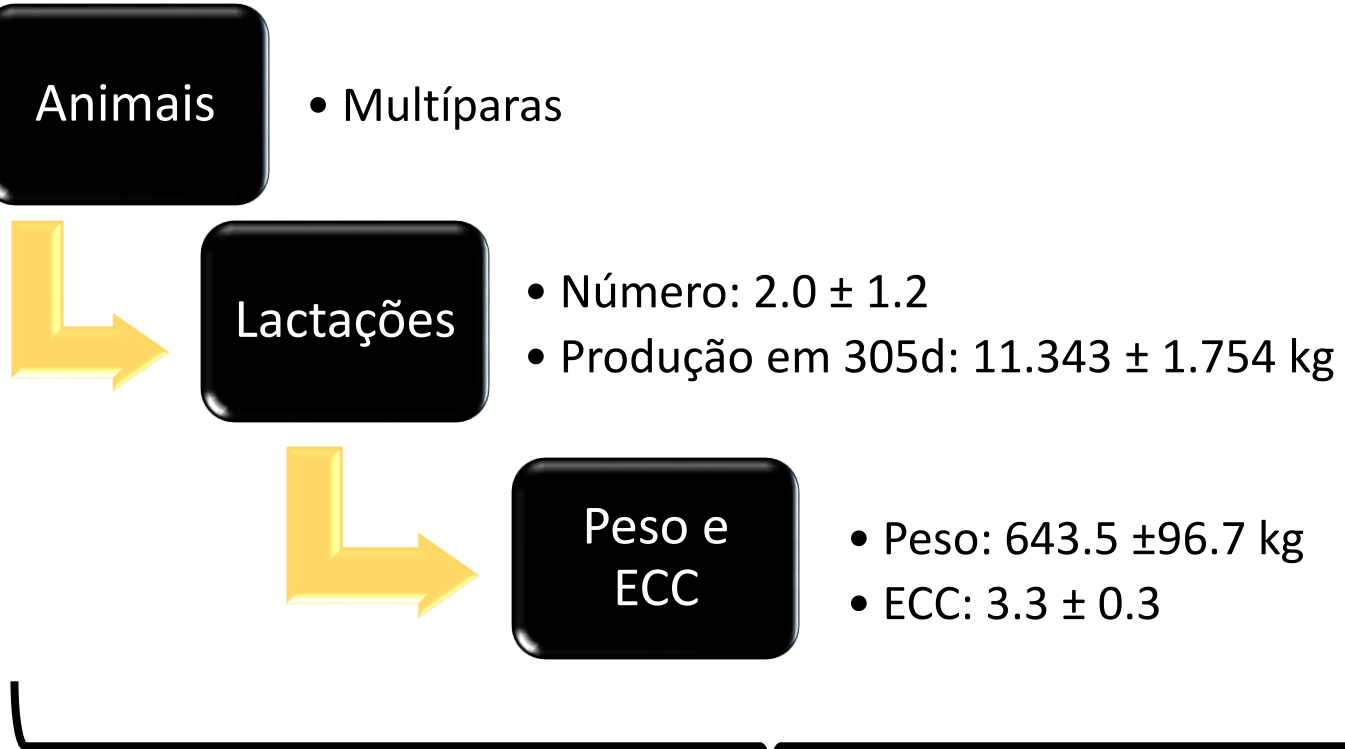 Animais
• Multíparas
Lactações
• Número: 2.0 ± 1.2
• Produção em 305d: 11.343 ± 1.754 kg
Peso e
ECC
• Peso: 643.5 ±96.7 kg
• ECC: 3.3 ± 0.3